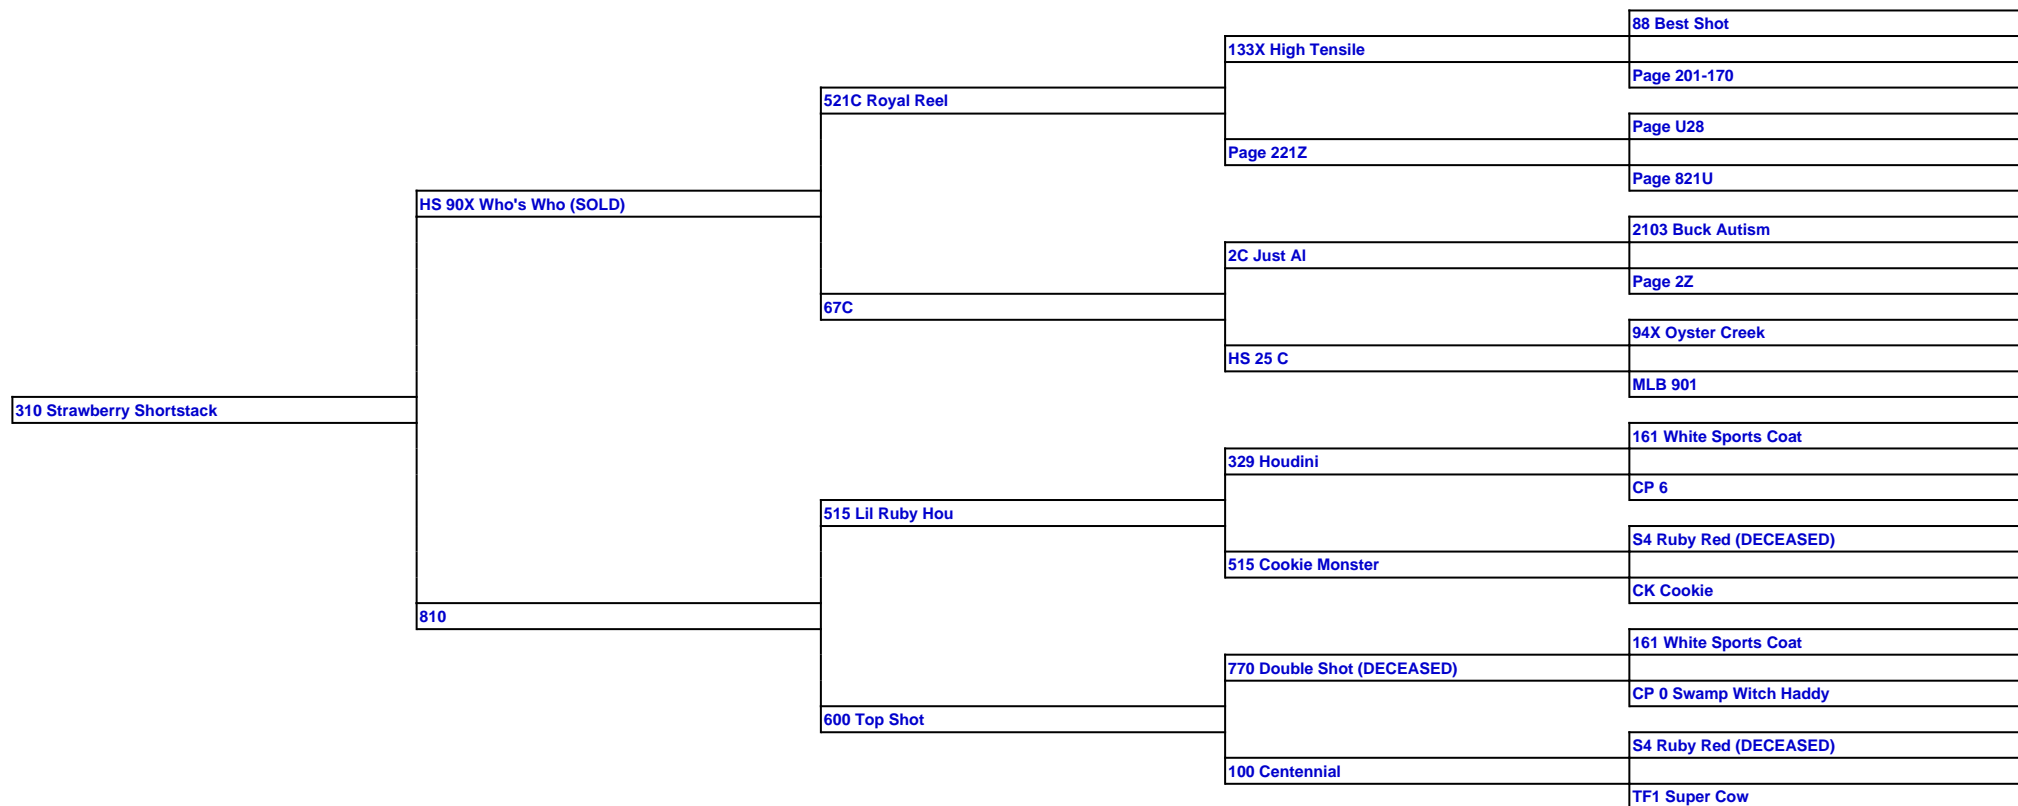 88 Best Shot
133X High Tensile
Page 201-170
521C Royal Reel
Page U28
Page 221Z
Page 821U
HS 90X Who's Who (SOLD)
2103 Buck Autism
2C Just AI
Page 2Z
67C
94X Oyster Creek
HS 25 C
MLB 901
310 Strawberry Shortstack
161 White Sports Coat
329 Houdini
CP 6
515 Lil Ruby Hou
S4 Ruby Red (DECEASED)
515 Cookie Monster
CK Cookie
810
161 White Sports Coat
770 Double Shot (DECEASED)
CP 0 Swamp Witch Haddy
600 Top Shot
S4 Ruby Red (DECEASED)
100 Centennial
TF1 Super Cow